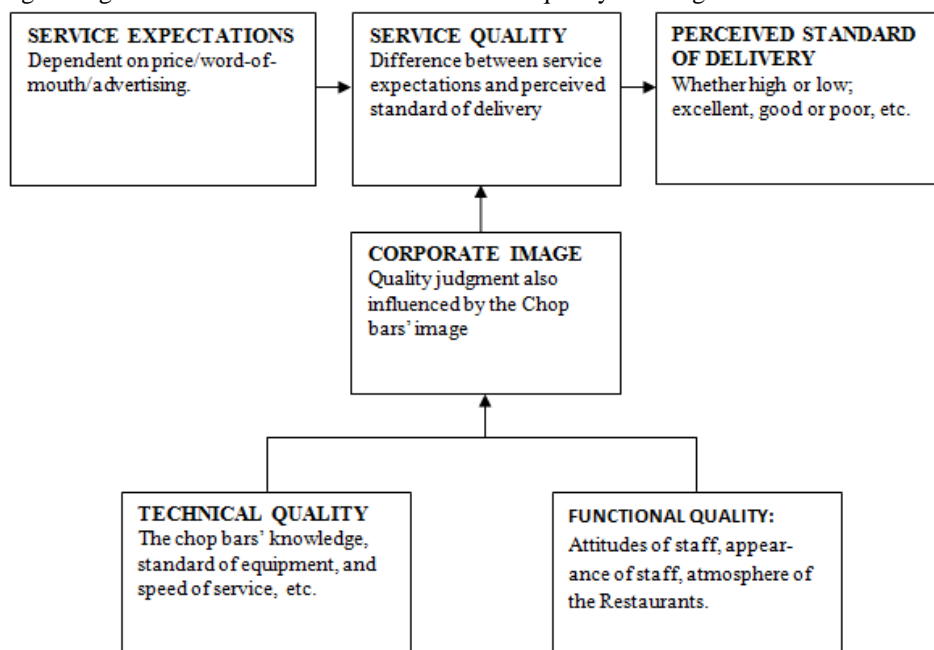 SERVICE EXPECTATIONS
Dependent on price/word-of-
mouth/advertising.
SERVICE QUALITY
Difference between service
expectations and perceived
standard of delivery
PERCEIVED STANDARD
OF DELIVERY
Whether high or low;
excellent, good or poor, etc.
CORPORATE IMAGE
Quality judgment also
influenced by the Chop
bars' image
TECHNICAL QUALITY
The chop bars' knowledge,
standard of equipment, and
speed of service, etc.
FUNCTIONAL QUALITY:
Attitudes of staff, appear-
ance of staff, atmosphere of
the Restaurants.